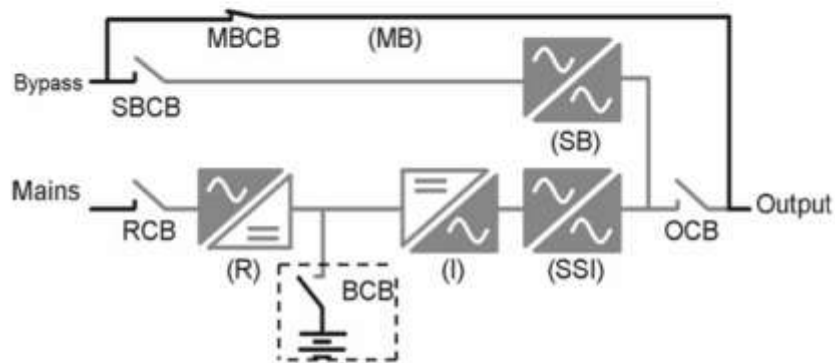 MBCB (MB)
Bypass
SBCB
(SB)
Mains
Output
RCB
OCB
(R)
BCB
(I)
(SSI)